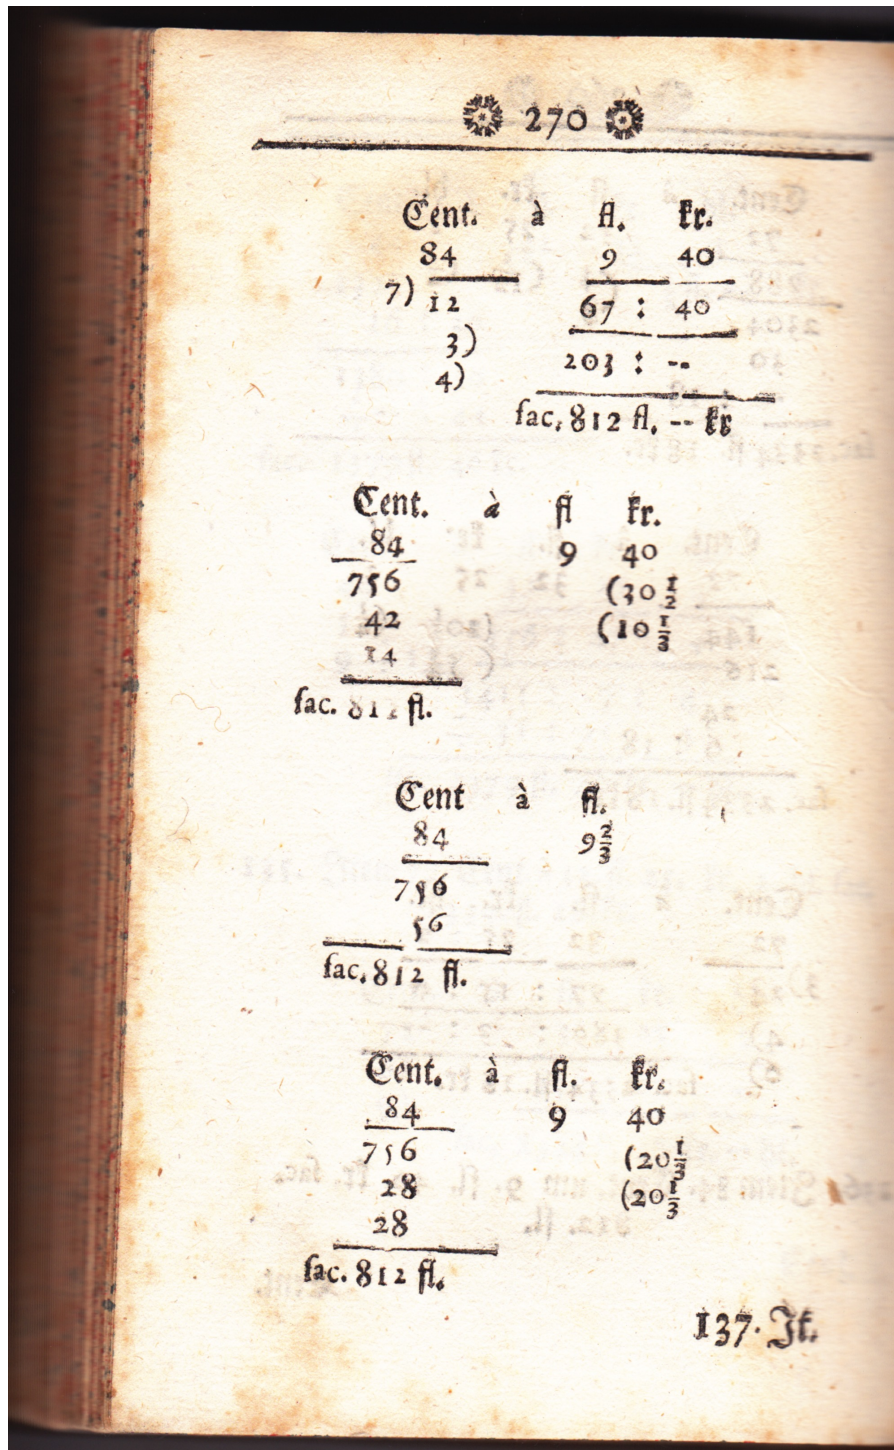 270
Cent. à fl. kr.
84 9 40
7) 12 67 : 40
3)
203 : --
4)
fac. 812 fl. -- kr
Cent. à fl kr.
84 9 40
756 (30 1/2
42 (10 1/3
14
fac. 812 fl.
Cent à fl.
84 9 2/3
756
56
fac. 812 fl.
Cent. à fl. kr.
84 9 40
756 (20 1/3
28 (20 1/3
28
fac. 812 fl.
137. It.